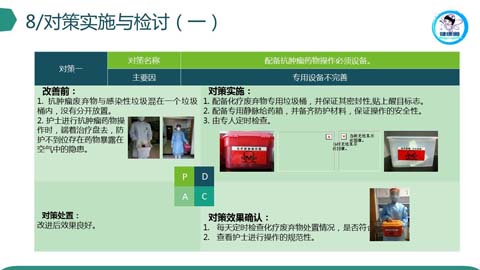 8/对策实施与检讨（一）
对策一
对策名称
配备抗肿瘤药物操作必须设备。
主要因
专用设备不完善
改善前：
1. 抗肿瘤废弃物与感染性垃圾混在一个垃圾
桶内，没有分开放置。
2. 护士进行抗肿瘤药物操
作时，端着治疗盘去，防
护不到位存在药物暴露在
空气中的隐患。
对策实施：
1. 配备化疗废弃物专用垃圾桶，并保证其密封性,贴上醒目标志。
2. 配备专用静脉给药箱，并备齐防护材料，保证操作的安全性。
3. 由专人定时检查。
P
D
A
C
对策处置：
改进后效果良好。
对策效果确认：
1. 每天定时检查化疗废弃物处置情况，是否符合
2. 查看护士进行操作的规范性。